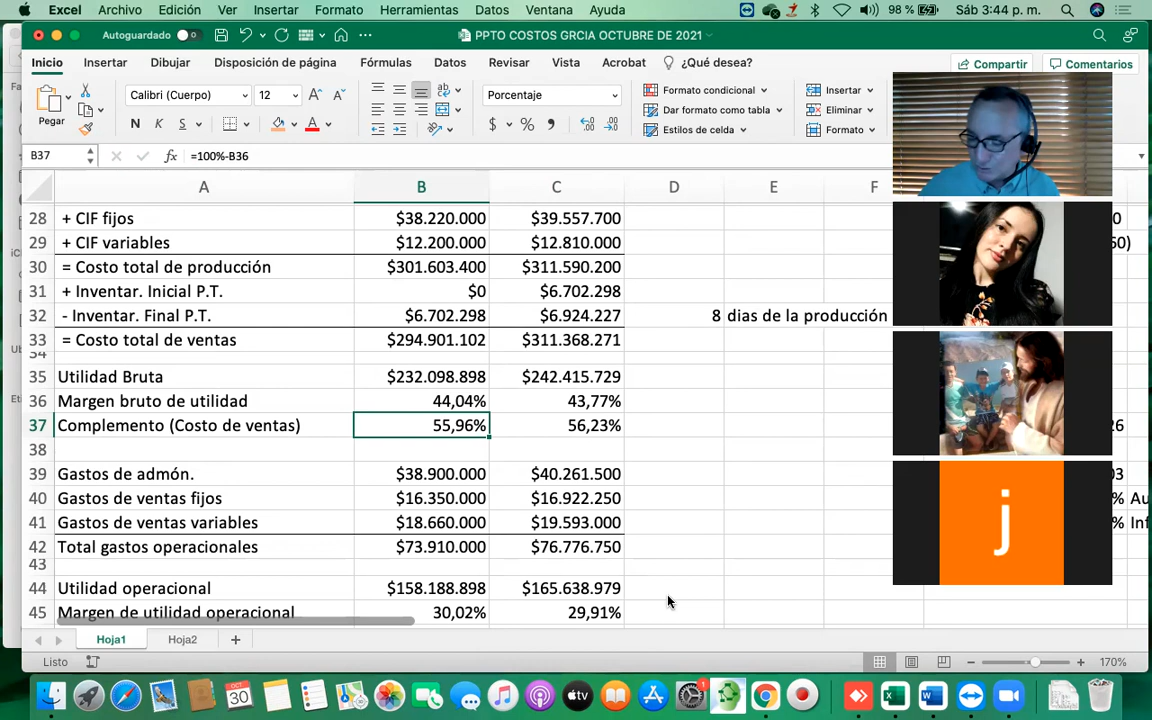 Excel Archivo Edición Ver Insertar Formato Herramientas Datos Ventana Ayuda 98 % Sáb 3:44 p. m.
Autoguardado PPTO COSTOS GRCIA OCTUBRE DE 2021
Inicio Insertar Dibujar Disposición de página Fórmulas Datos Revisar Vista Acrobat ¿Qué desea? Compartir Comentarios
Pegar Calibri (Cuerpo) 12 Porcentaje Formato condicional Insertar
N K S $ % Dar formato como tabla Eliminar
Estilos de celda Formato
B37 fx =100%-B36
A B C D E F
28 + CIF fijos $38.220.000 $39.557.700 0
29 + CIF variables $12.200.000 $12.810.000 60)
30 = Costo total de producción $301.603.400 $311.590.200
31 + Inventar. Inicial P.T. $0 $6.702.298
32 - Inventar. Final P.T. $6.702.298 $6.924.227 8 dias de la producción
33 = Costo total de ventas $294.901.102 $311.368.271
34
35 Utilidad Bruta $232.098.898 $242.415.729
36 Margen bruto de utilidad 44,04% 43,77%
37 Complemento (Costo de ventas) 55,96% 56,23% 26
38
39 Gastos de admón. $38.900.000 $40.261.500 03
40 Gastos de ventas fijos $16.350.000 $16.922.250 % Au
41 Gastos de ventas variables $18.660.000 $19.593.000 % Inf
42 Total gastos operacionales $73.910.000 $76.776.750
43
44 Utilidad operacional $158.188.898 $165.638.979
45 Margen de utilidad operacional 30,02% 29,91%
j
Hoja1 Hoja2 +
Listo 170%
OCT 30